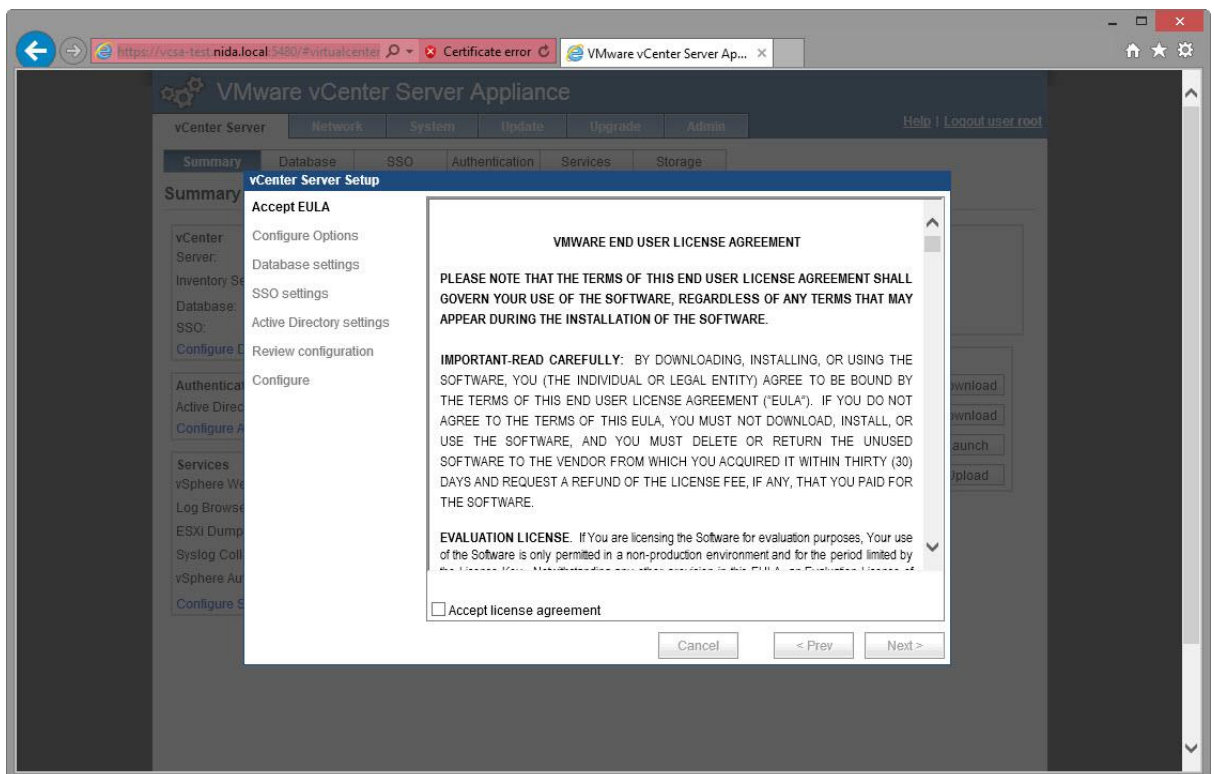 https://vcsa-test.nida.local:5480/#virtualcenter
Certificate error
VMware vCenter Server Ap...
VMware vCenter Server Appliance
vCenter Server Network System Update Upgrade Admin
Help | Logout user root
Summary Database SSO Authentication Services Storage
Summary
vCenter
Server:
Inventory Se
Database:
SSO:
Configure D
Authenticat
Active Direc
Configure A
Services
vSphere We
Log Browse
ESXi Dump
Syslog Coll
vSphere Au
Configure S
vCenter Server Setup
Accept EULA
Configure Options
Database settings
SSO settings
Active Directory settings
Review configuration
Configure
VMWARE END USER LICENSE AGREEMENT
PLEASE NOTE THAT THE TERMS OF THIS END USER LICENSE AGREEMENT SHALL
GOVERN YOUR USE OF THE SOFTWARE, REGARDLESS OF ANY TERMS THAT MAY
APPEAR DURING THE INSTALLATION OF THE SOFTWARE.
IMPORTANT-READ CAREFULLY: BY DOWNLOADING, INSTALLING, OR USING THE
SOFTWARE, YOU (THE INDIVIDUAL OR LEGAL ENTITY) AGREE TO BE BOUND BY
THE TERMS OF THIS END USER LICENSE AGREEMENT ("EULA"). IF YOU DO NOT
AGREE TO THE TERMS OF THIS EULA, YOU MUST NOT DOWNLOAD, INSTALL, OR
USE THE SOFTWARE, AND YOU MUST DELETE OR RETURN THE UNUSED
SOFTWARE TO THE VENDOR FROM WHICH YOU ACQUIRED IT WITHIN THIRTY (30)
DAYS AND REQUEST A REFUND OF THE LICENSE FEE, IF ANY, THAT YOU PAID FOR
THE SOFTWARE.
EVALUATION LICENSE. If You are licensing the Software for evaluation purposes, Your use
of the Software is only permitted in a non-production environment and for the period limited by
Accept license agreement
Cancel < Prev Next >
wnload
wnload
aunch
Upload